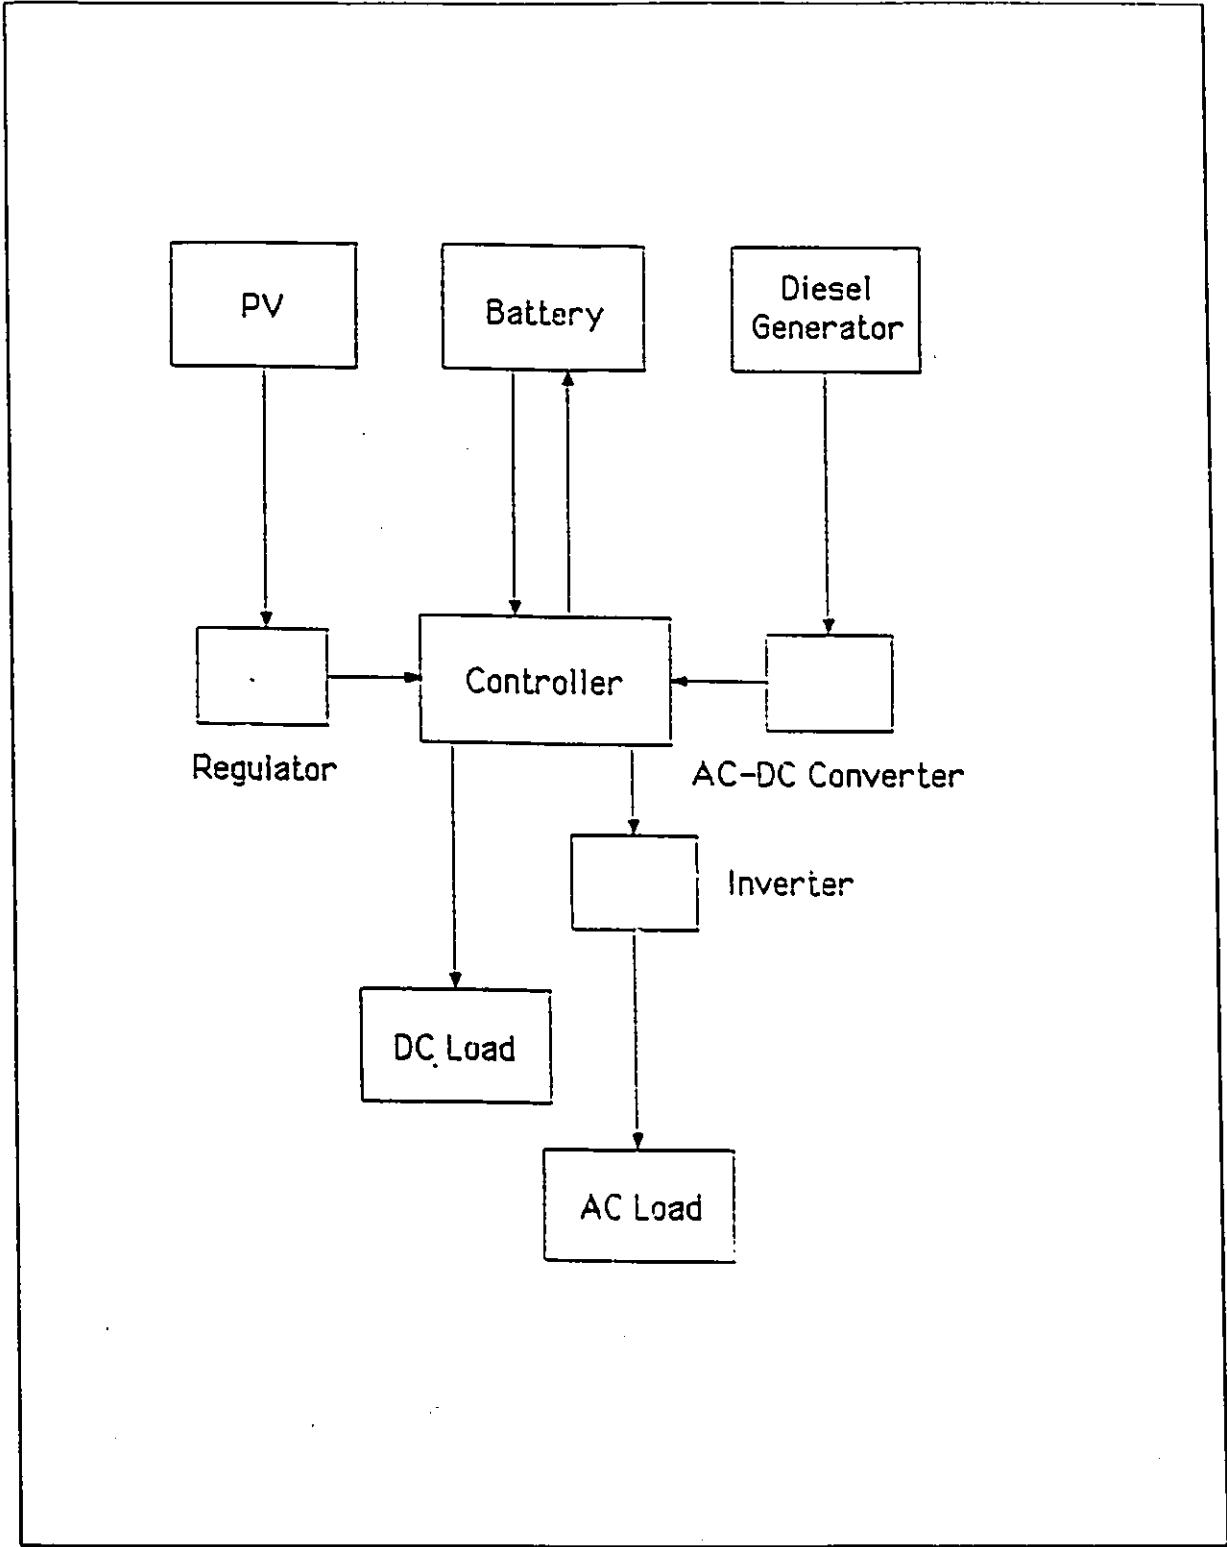 PV
Battery
Diesel
Generator
Controller
Regulator
AC-DC Converter
Inverter
DC Load
AC Load